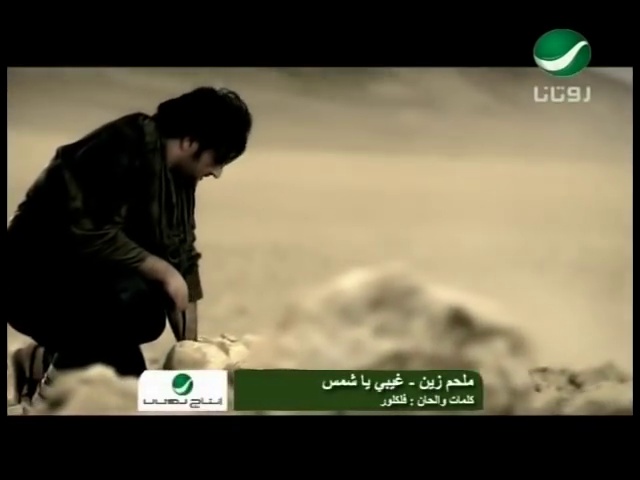 روتانا
ملحم زين - غيبي يا شمس
كلمات والحان : فلكلور
إنتاج روتانا